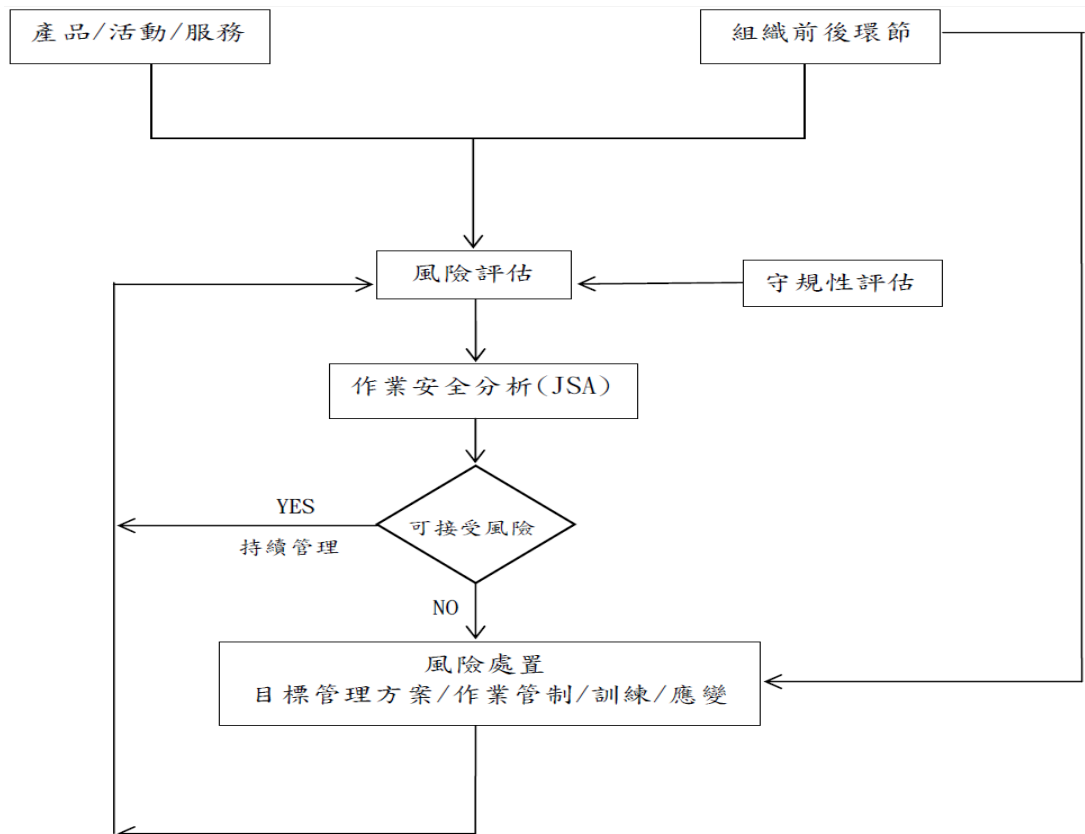 產品/活動/服務
組織前後環節
風險評估
守規性評估
作業安全分析(JSA)
YES
可接受風險
持續管理
NO
風險處置
目標管理方案/作業管制/訓練/應變